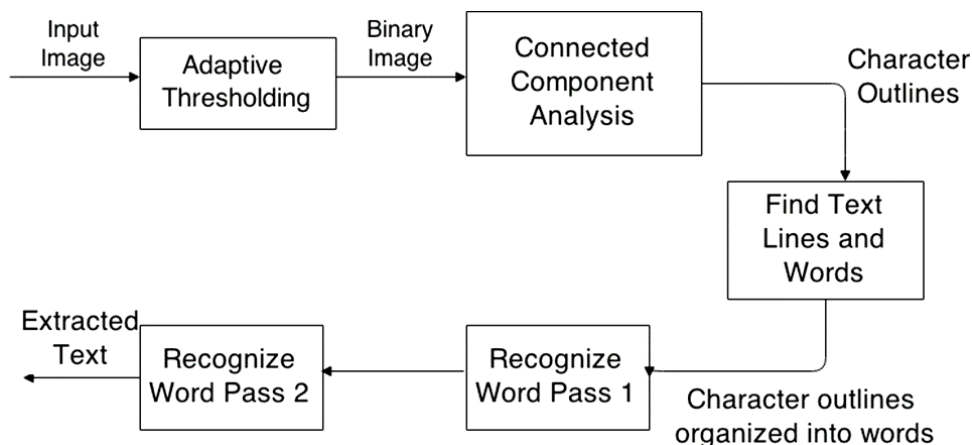 Input
Image
Adaptive
Thresholding
Binary
Image
Connected
Component
Analysis
Character
Outlines
Find Text
Lines and
Words
Character outlines
organized into words
Recognize
Word Pass 1
Recognize
Word Pass 2
Extracted
Text